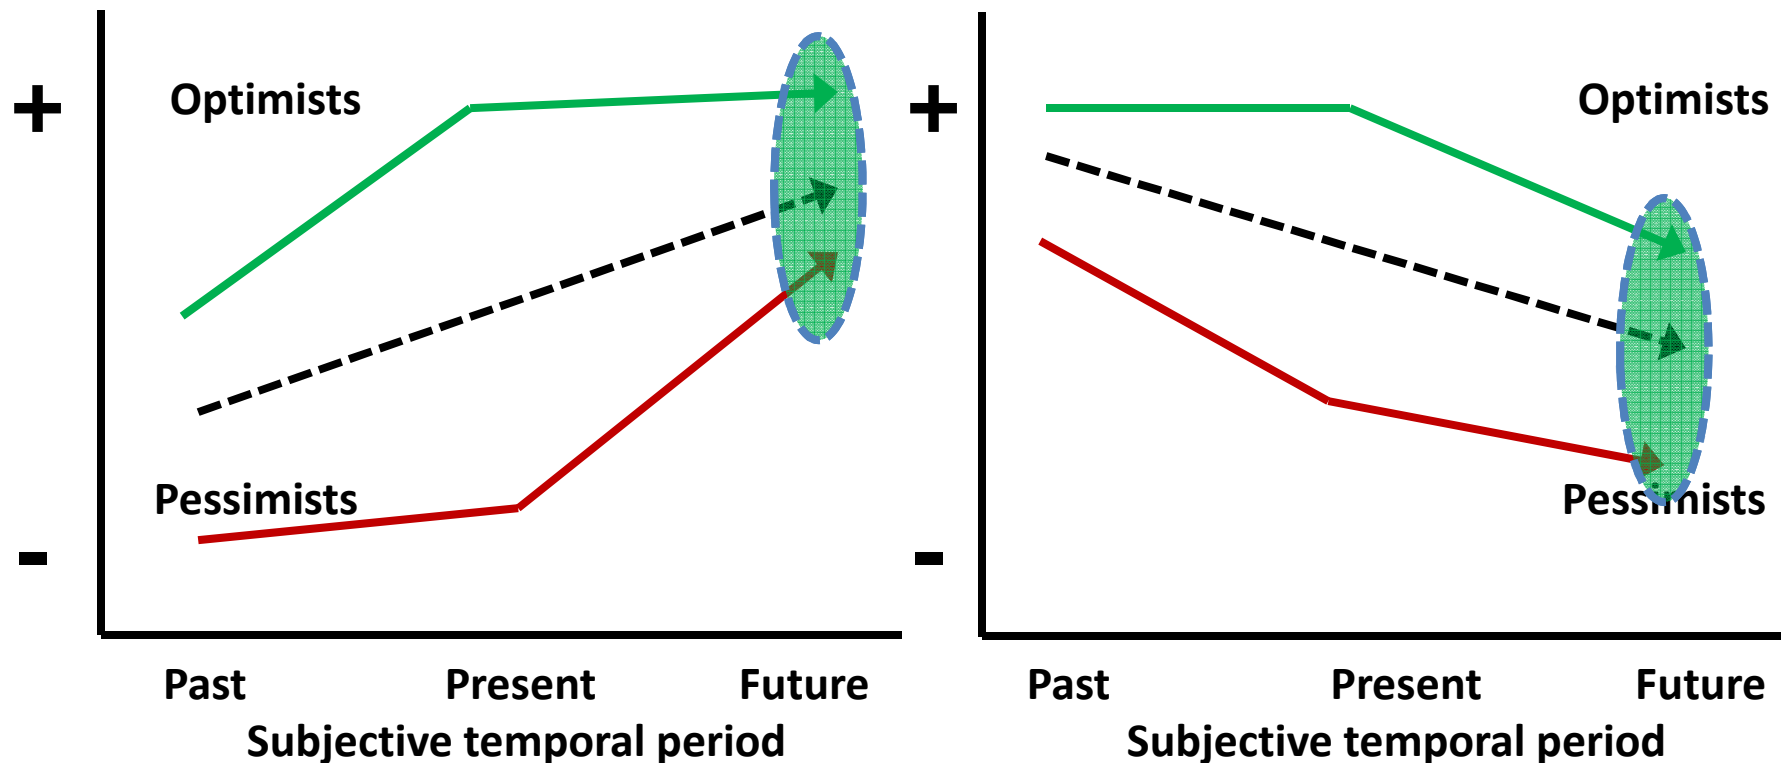 +
Optimists
Pessimists
-
Past Present Future
Subjective temporal period
+
Optimists
Pessimists
-
Past Present Future
Subjective temporal period